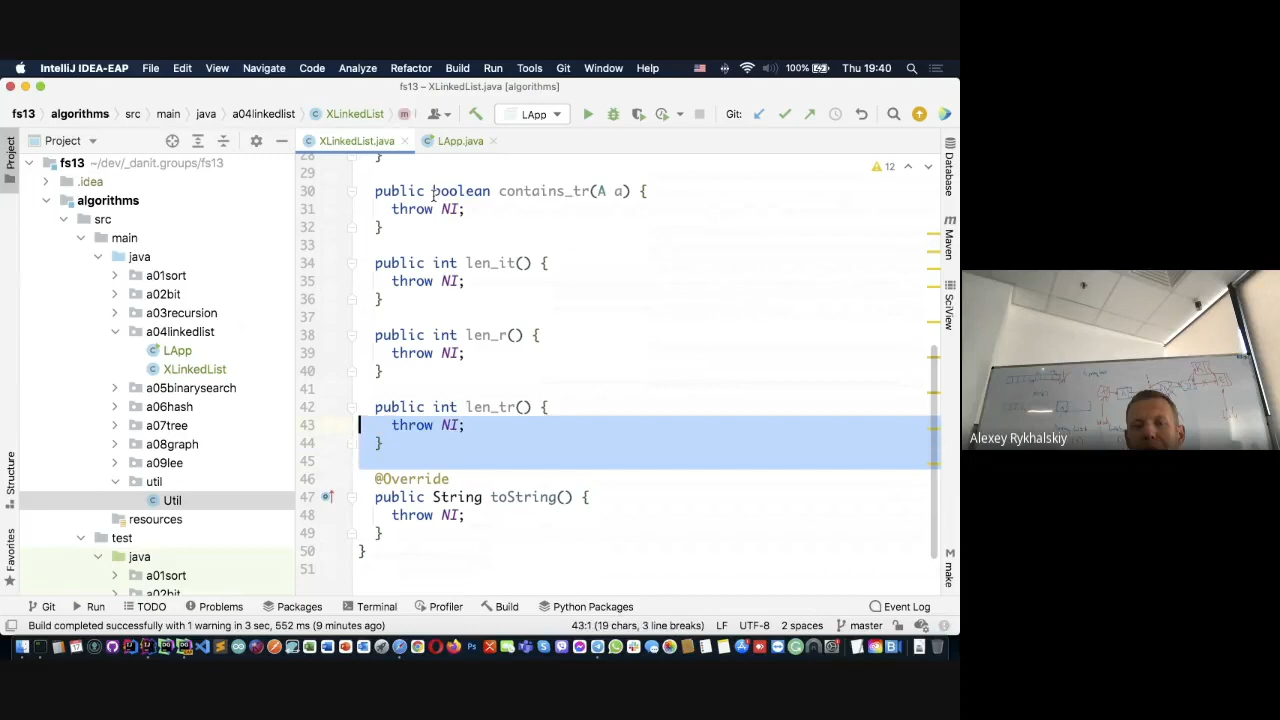 IntelliJ IDEA-EAP File Edit View Navigate Code Analyze Refactor Build Run Tools Git Window Help 100% Thu 19:40
fs13 – XLinkedList.java [algorithms]
fs13 algorithms src main java a04linkedlist XLinkedList m LApp Git:
Project
XLinkedList.java LApp.java
fs13 ~/dev/_danit.groups/fs13
.idea
algorithms
src
main
java
a01sort
a02bit
a03recursion
a04linkedlist
LApp
XLinkedList
a05binarysearch
a06hash
a07tree
a08graph
a09lee
util
Util
resources
test
java
a01sort
a02bit
12
28 }
29
30 public boolean contains_tr(A a) {
31 throw NI;
32 }
33
34 public int len_it() {
35 throw NI;
36 }
37
38 public int len_r() {
39 throw NI;
40 }
41
42 public int len_tr() {
43 throw NI;
44 }
45
46 @Override
47 public String toString() {
48 throw NI;
49 }
50 }
51
Project
Structure
Favorites
Database
m
Maven
SciView
M
make
Git Run TODO Problems Packages Terminal Profiler Build Python Packages Event Log
Build completed successfully with 1 warning in 3 sec, 552 ms (9 minutes ago) 43:1 (19 chars, 3 line breaks) LF UTF-8 2 spaces master
Alexey Rykhalskiy